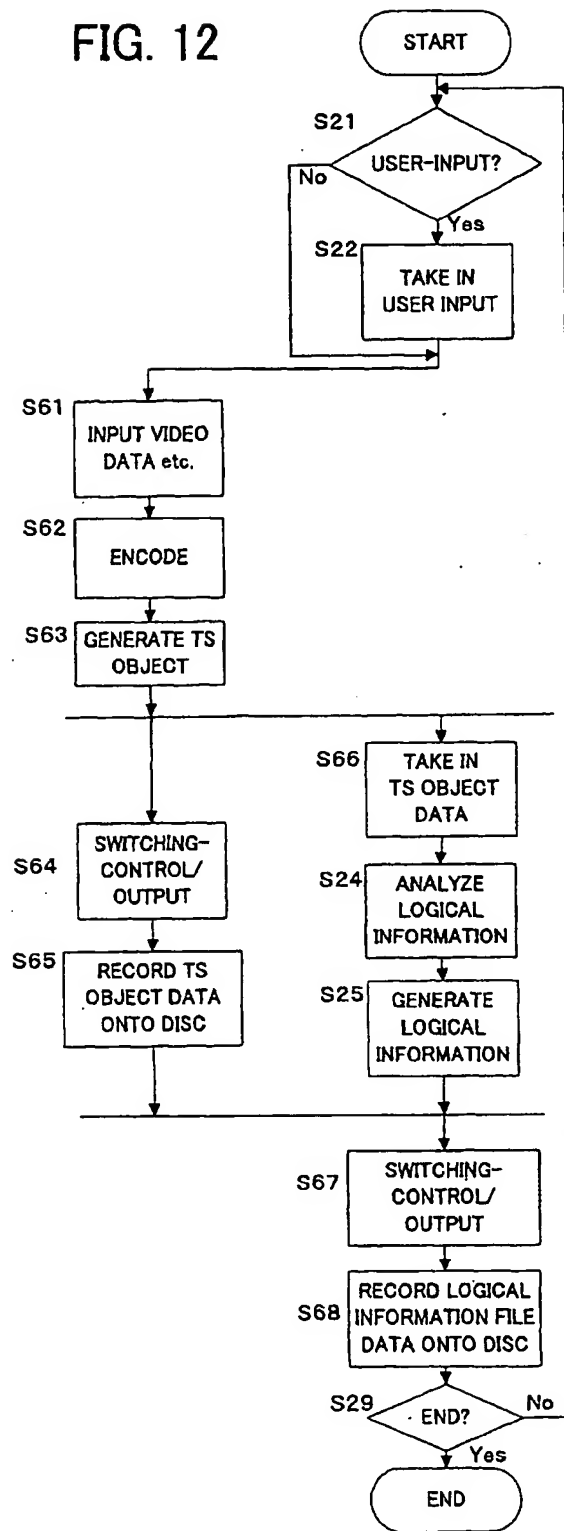 FIG. 12
START
S21
USER-INPUT?
No
Yes
S22
TAKE IN
USER INPUT
S61
INPUT VIDEO
DATA etc.
S62
ENCODE
S63
GENERATE TS
OBJECT
S66
TAKE IN
TS OBJECT
DATA
S64
SWITCHING-
CONTROL/
OUTPUT
S24
ANALYZE
LOGICAL
INFORMATION
S65
RECORD TS
OBJECT DATA
ONTO DISC
S25
GENERATE
LOGICAL
INFORMATION
S67
SWITCHING-
CONTROL/
OUTPUT
S68
RECORD LOGICAL
INFORMATION FILE
DATA ONTO DISC
S29
END?
No
Yes
END